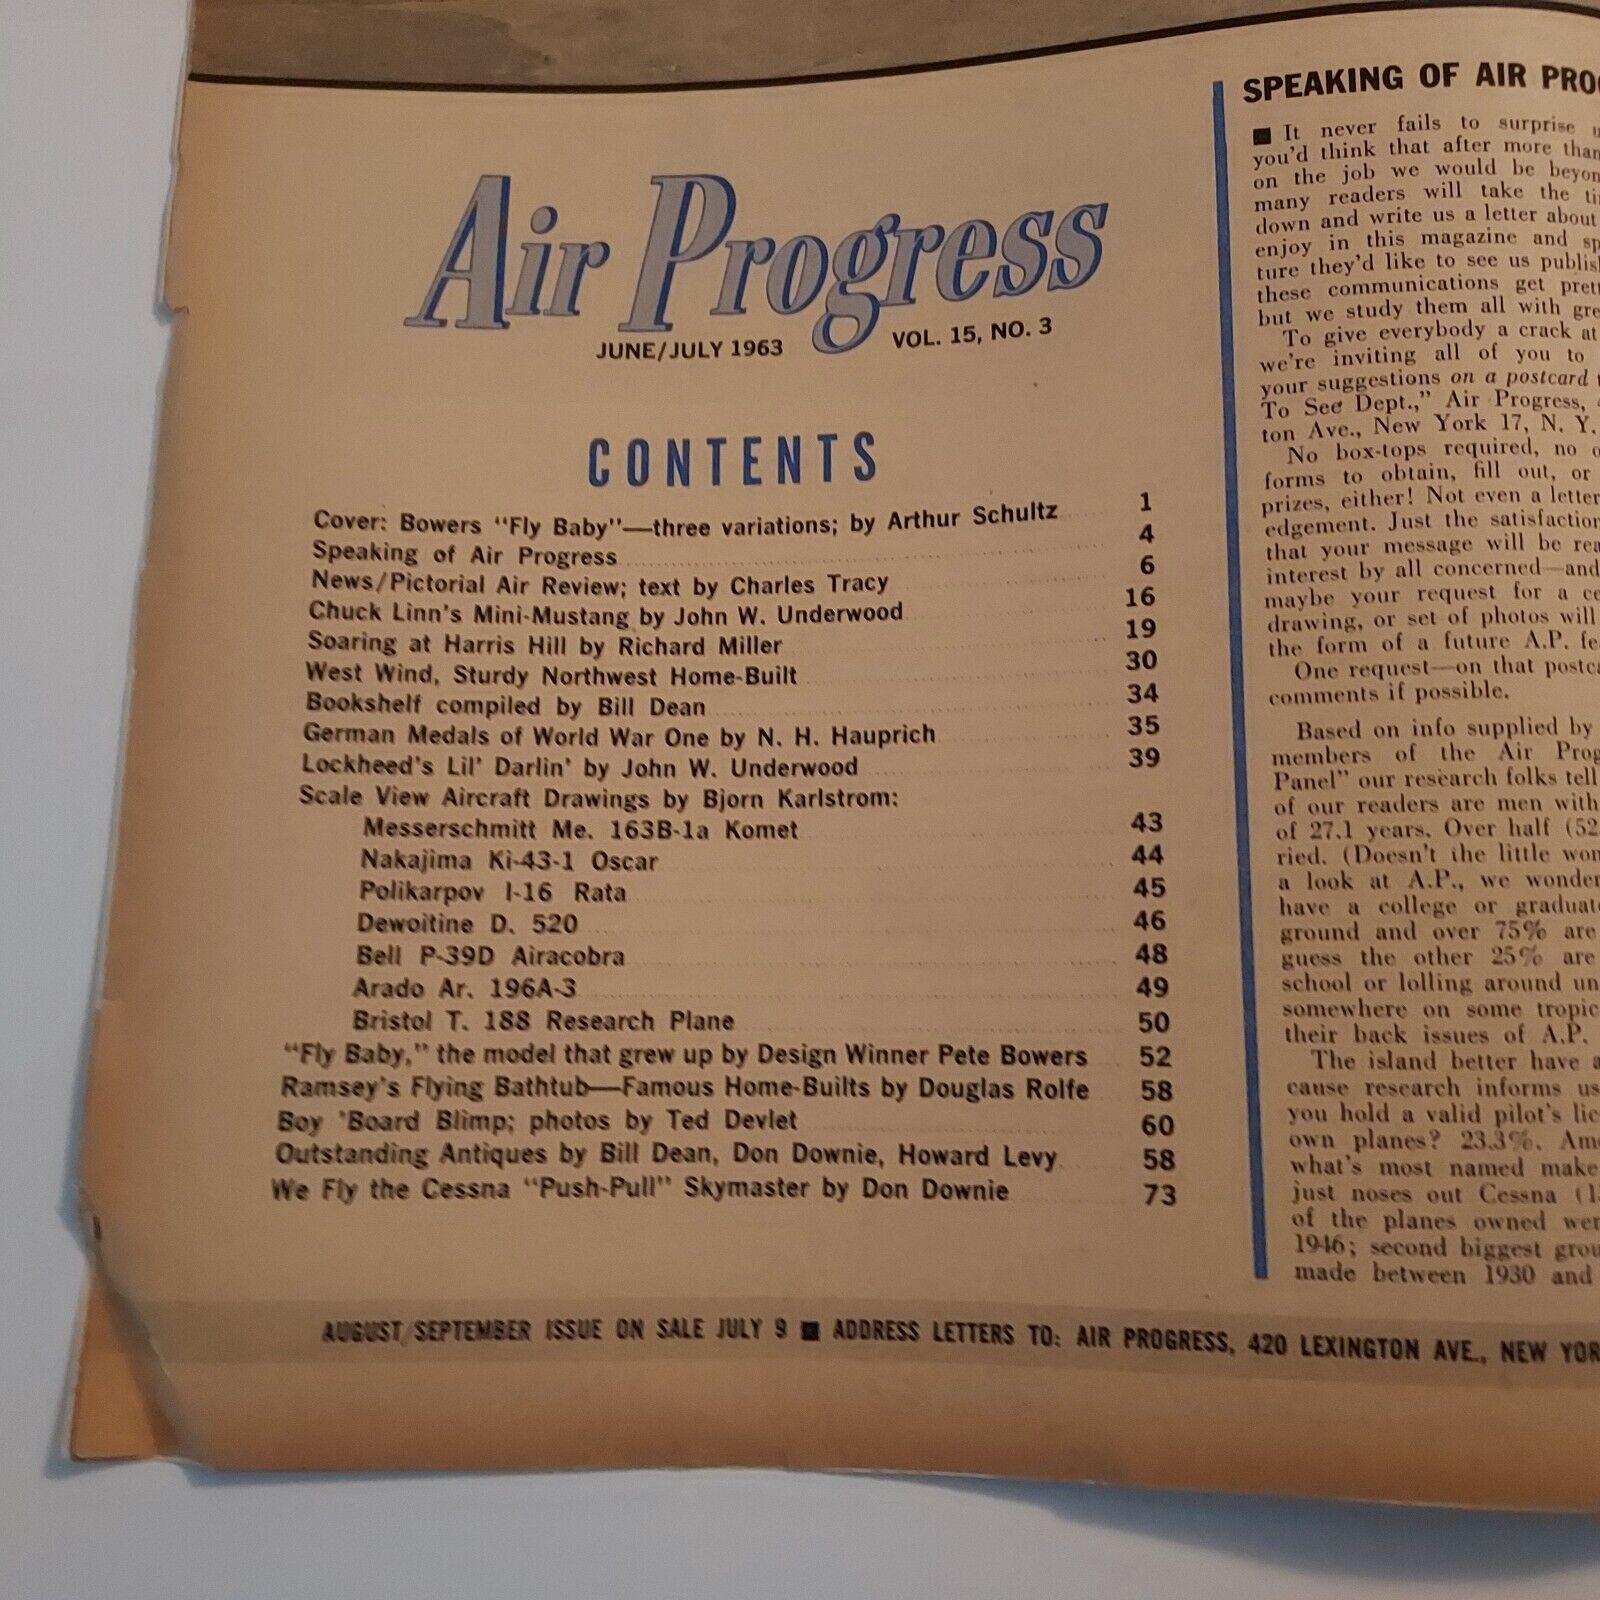 Air Progress
JUNE/JULY 1963 VOL. 15, NO. 3
CONTENTS
Cover: Bowers "Fly Baby"—three variations; by Arthur Schultz 1
Speaking of Air Progress 4
News/Pictorial Air Review; text by Charles Tracy 6
Chuck Linn's Mini-Mustang by John W. Underwood 16
Soaring at Harris Hill by Richard Miller 19
West Wind, Sturdy Northwest Home-Built 30
Bookshelf compiled by Bill Dean 34
German Medals of World War One by N. H. Hauprich 35
Lockheed's Lil' Darlin' by John W. Underwood 39
Scale View Aircraft Drawings by Bjorn Karlstrom:
Messerschmitt Me. 163B-1a Komet 43
Nakajima Ki-43-1 Oscar 44
Polikarpov I-16 Rata 45
Dewoitine D. 520 46
Bell P-39D Airacobra 48
Arado Ar. 196A-3 49
Bristol T. 188 Research Plane 50
"Fly Baby," the model that grew up by Design Winner Pete Bowers 52
Ramsey's Flying Bathtub—Famous Home-Builts by Douglas Rolfe 58
Boy 'Board Blimp; photos by Ted Devlet 60
Outstanding Antiques by Bill Dean, Don Downie, Howard Levy 58
We Fly the Cessna "Push-Pull" Skymaster by Don Downie 73
SPEAKING OF AIR PROG
■ It never fails to surprise
you'd think that after more than
on the job we would be beyon
many readers will take the ti
down and write us a letter about
enjoy in this magazine and sp
ture they'd like to see us publis
these communications get prett
but we study them all with gre
To give everybody a crack at
we're inviting all of you to
your suggestions on a postcard
To See Dept.," Air Progress, 4
ton Ave., New York 17, N. Y.
No box-tops required, no
forms to obtain, fill out, or
prizes, either! Not even a letter
edgement. Just the satisfaction
that your message will be rea
interest by all concerned—and
maybe your request for a ce
drawing, or set of photos will
the form of a future A.P. fe
One request—on that postca
comments if possible.
Based on info supplied by
members of the Air Prog
Panel" our research folks tell
of our readers are men with
of 27.1 years. Over half (52
ried. (Doesn't the little wom
a look at A.P., we wonder
have a college or graduate
ground and over 75% are
guess the other 25% are
school or lolling around un
somewhere on some tropic
their back issues of A.P.
The island better have a
cause research informs us
you hold a valid pilot's lic
own planes? 23.3%. Ame
what's most named make
just noses out Cessna (1
of the planes owned wer
1946; second biggest grou
made between 1930 and
AUGUST/SEPTEMBER ISSUE ON SALE JULY 9 ■ ADDRESS LETTERS TO: AIR PROGRESS, 420 LEXINGTON AVE., NEW YOR